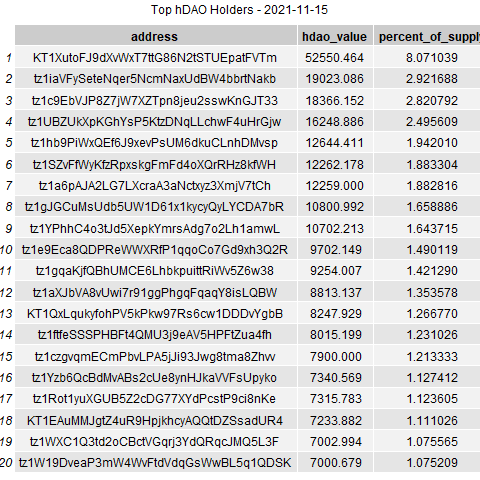 Top hDAO Holders - 2021-11-15
address hdao_value percent_of_supply
1 KT1XutoFJ9dXvWxT7ttG86N2tSTUEpatFVTm 52550.464 8.071039
2 tz1iaVFySeteNqer5NcmNaxUdBW4bbrtNakb 19023.086 2.921688
3 tz1c9EbVJP8Z7jW7XZTpn8jeu2sswKnGJT33 18366.152 2.820792
4 tz1UBZUkXpKGhYsP5KtzDNqLLchwF4uHrGjw 16248.886 2.495609
5 tz1hb9PiWxQEf6J9xevPsUM6dkuCLnhDMvsp 12644.411 1.942010
6 tz1SZvFfWyKfzRpxskgFmFd4oXQrRHz8kfWH 12262.178 1.883304
7 tz1a6pAJA2LG7LXcraA3aNctxyz3XmjV7tCh 12259.000 1.882816
8 tz1gJGCuMsUdb5UW1D61x1kycyQyLYCDA7bR 10800.992 1.658886
9 tz1YPhhC4o3tJd5XepkYmrsAdg7o2Lh1amwL 10702.213 1.643715
10 tz1e9Eca8QDPReWWXRfP1qqoCo7Gd9xh3Q2R 9702.149 1.490119
11 tz1gqaKjfQBhUMCE6LhbkpuittRiWv5Z6w38 9254.007 1.421290
12 tz1aXJbVA8vUwi7r91ggPhgqFqaqY8isLQBW 8813.137 1.353578
13 KT1QxLqukyfohPV5kPkw97Rs6cw1DDDvYgbB 8247.929 1.266770
14 tz1ftfeSSSPHBFt4QMU3j9eAV5HPFtZua4fh 8015.199 1.231026
15 tz1czgvqmECmPbvLPA5jJi93Jwg8tma8Zhvv 7900.000 1.213333
16 tz1Yzb6QcBdMvABs2cUe8ynHJkaVVFsUpyko 7340.569 1.127412
17 tz1Rot1yuXGUB5Z2cDG77XYdPcstP9ci8nKe 7315.783 1.123605
18 KT1EAuMMJgtZ4uR9HpjkhcyAQQtDZSsadUR4 7233.882 1.111026
19 tz1WXC1Q3td2oCBctVGqrj3YdQRqcJMQ5L3F 7002.994 1.075565
20 tz1W19DveaP3mW4WvFtdVdqGsWwBL5q1QDSK 7000.679 1.075209